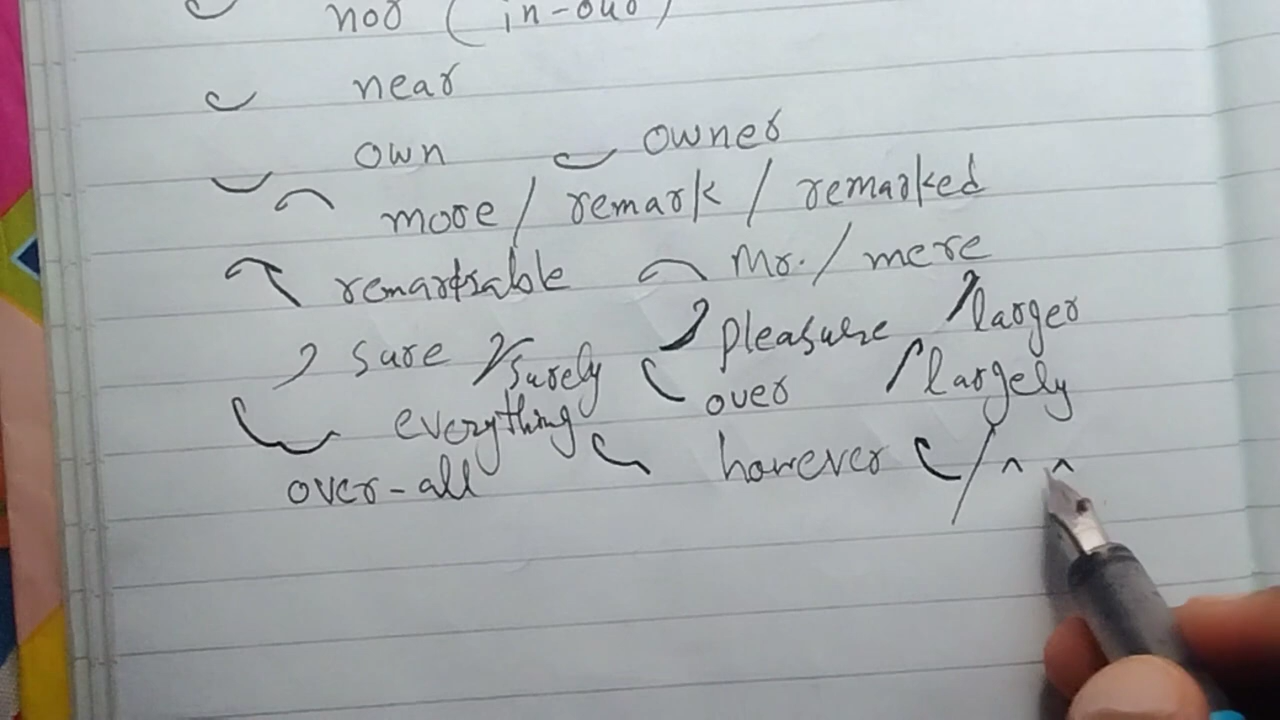 nor (in-our)
near
own owner
more / remark / remarked
remarkable Mr. / mere
sure surely pleasure larger
everything over largely
over-all however